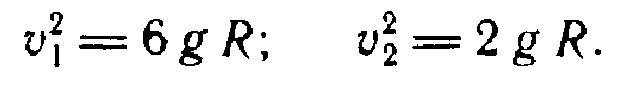 v₁² = 6 g R; v₂² = 2 g R.